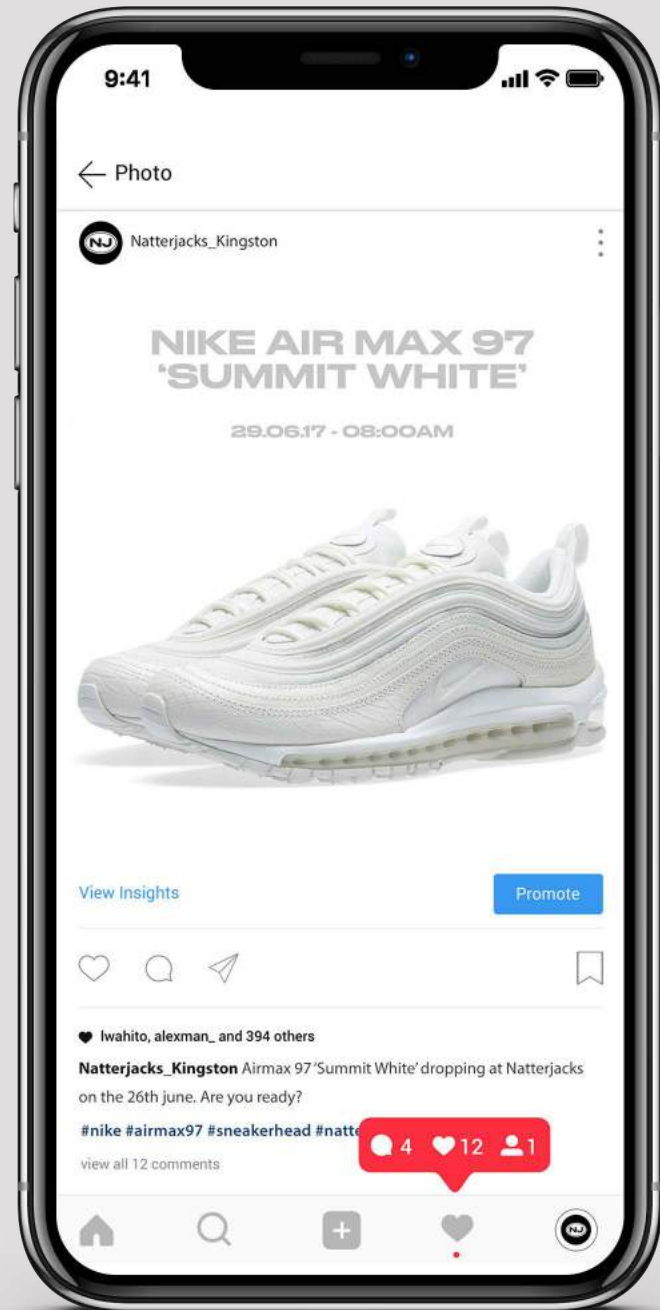 9:41
Photo
NJ Natterjacks_Kingston
NIKE AIR MAX 97
'SUMMIT WHITE'
29.06.17 - 08:00AM
View Insights
Promote
lwahito, alexman_ and 394 others
Natterjacks_Kingston Airmax 97 'Summit White' dropping at Natterjacks
on the 26th june. Are you ready?
#nike #airmax97 #sneakerhead #natte
4 12 1
view all 12 comments
NJ